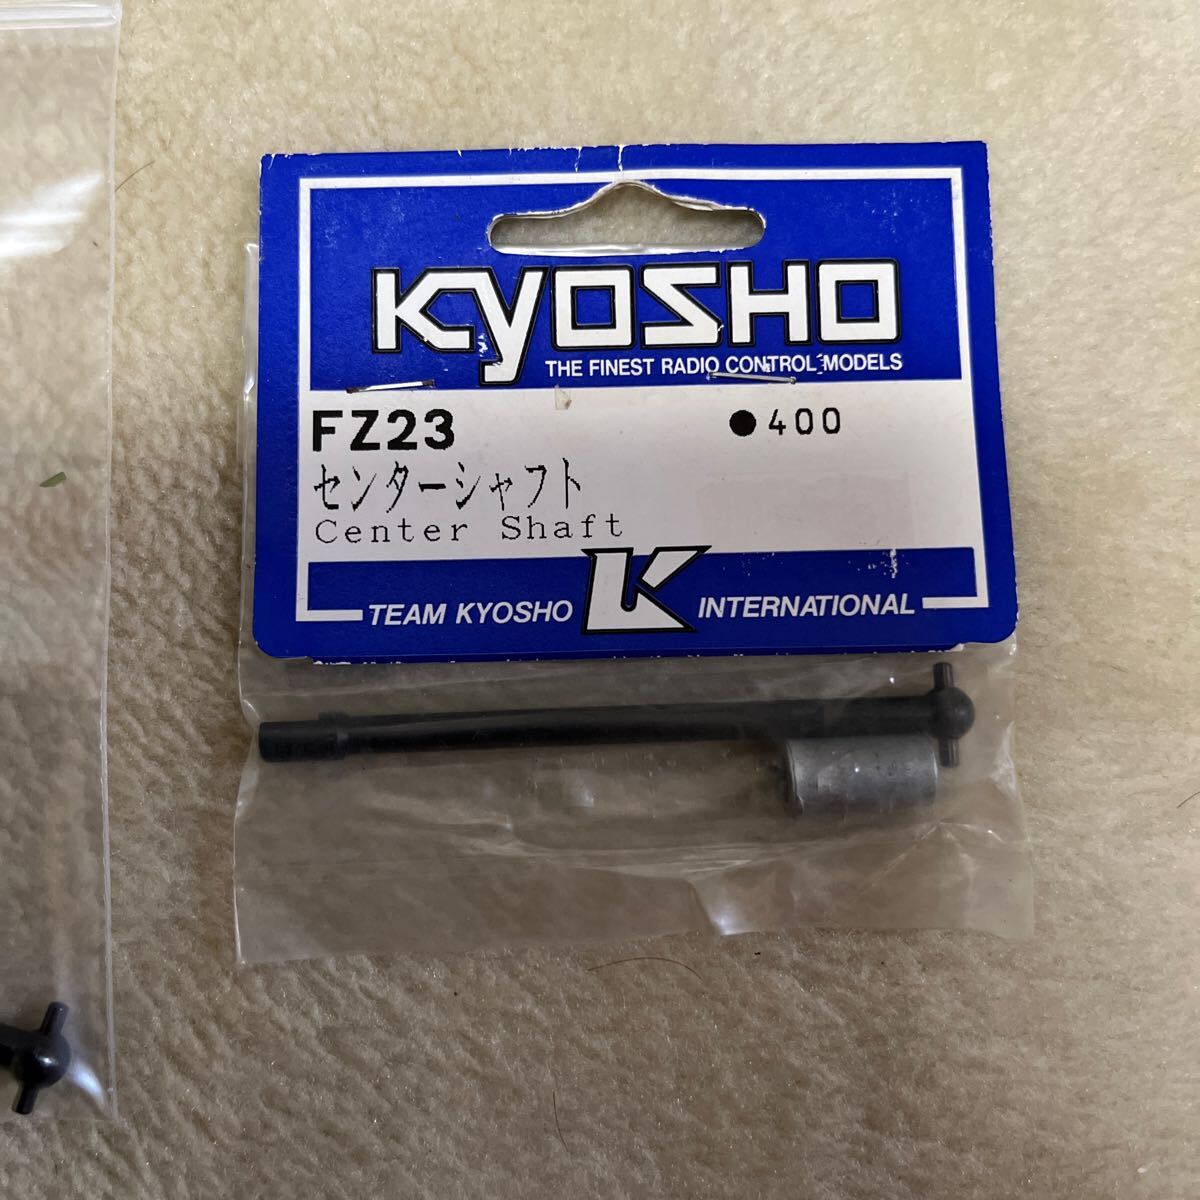 KYOSHO
THE FINEST RADIO CONTROL MODELS
FZ23
●400
センターシャフト
Center Shaft
TEAM KYOSHO K INTERNATIONAL